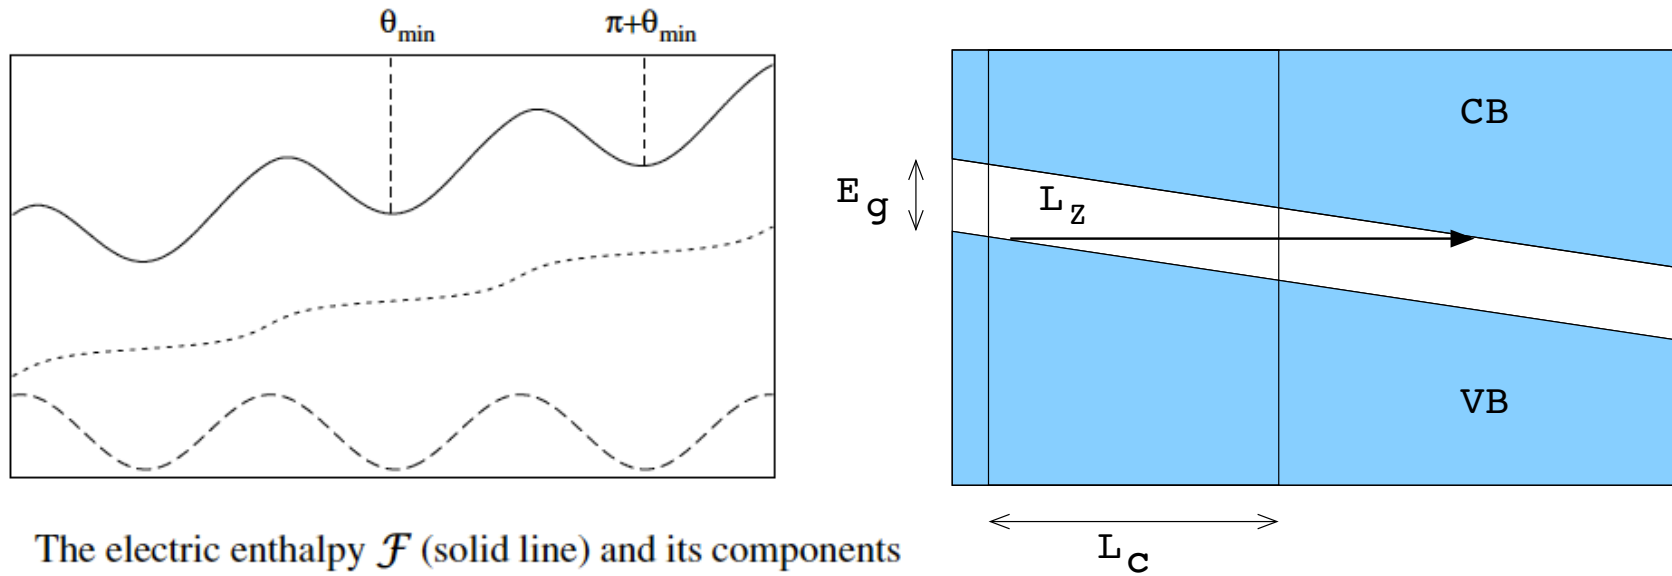 θmin π+θmin
CB
Eg
LZ
VB
Lc
The electric enthalpy ℱ (solid line) and its components